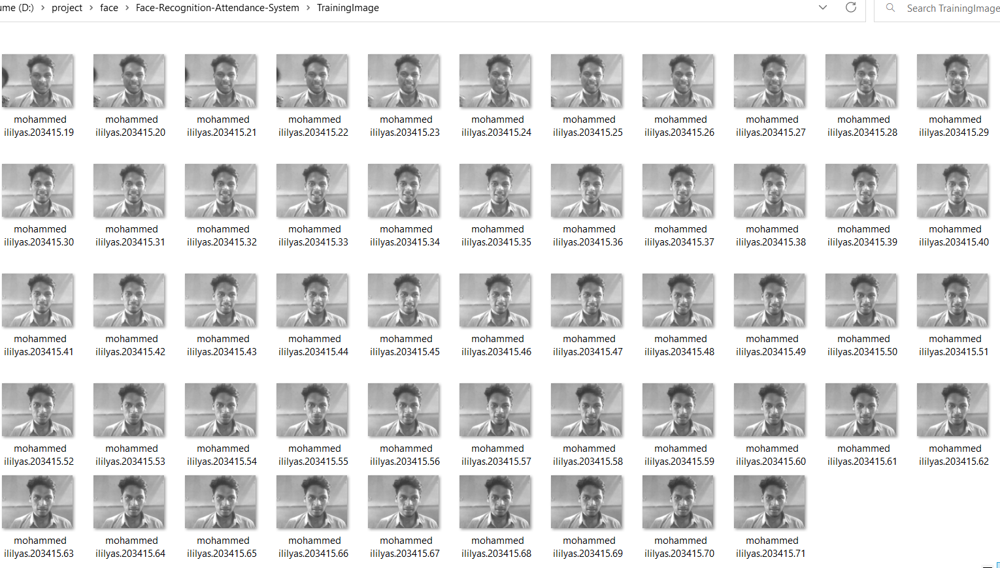 ume (D:) > project > face > Face-Recognition-Attendance-System > TrainingImage
Search TrainingImage
mohammed mohammed mohammed mohammed mohammed mohammed mohammed mohammed mohammed mohammed mohammed
ililyas.203415.19 ililyas.203415.20 ililyas.203415.21 ililyas.203415.22 ililyas.203415.23 ililyas.203415.24 ililyas.203415.25 ililyas.203415.26 ililyas.203415.27 ililyas.203415.28 ililyas.203415.29
mohammed mohammed mohammed mohammed mohammed mohammed mohammed mohammed mohammed mohammed mohammed
ililyas.203415.30 ililyas.203415.31 ililyas.203415.32 ililyas.203415.33 ililyas.203415.34 ililyas.203415.35 ililyas.203415.36 ililyas.203415.37 ililyas.203415.38 ililyas.203415.39 ililyas.203415.40
mohammed mohammed mohammed mohammed mohammed mohammed mohammed mohammed mohammed mohammed mohammed
ililyas.203415.41 ililyas.203415.42 ililyas.203415.43 ililyas.203415.44 ililyas.203415.45 ililyas.203415.46 ililyas.203415.47 ililyas.203415.48 ililyas.203415.49 ililyas.203415.50 ililyas.203415.51
mohammed mohammed mohammed mohammed mohammed mohammed mohammed mohammed mohammed mohammed mohammed
ililyas.203415.52 ililyas.203415.53 ililyas.203415.54 ililyas.203415.55 ililyas.203415.56 ililyas.203415.57 ililyas.203415.58 ililyas.203415.59 ililyas.203415.60 ililyas.203415.61 ililyas.203415.62
mohammed mohammed mohammed mohammed mohammed mohammed mohammed mohammed mohammed
ililyas.203415.63 ililyas.203415.64 ililyas.203415.65 ililyas.203415.66 ililyas.203415.67 ililyas.203415.68 ililyas.203415.69 ililyas.203415.70 ililyas.203415.71